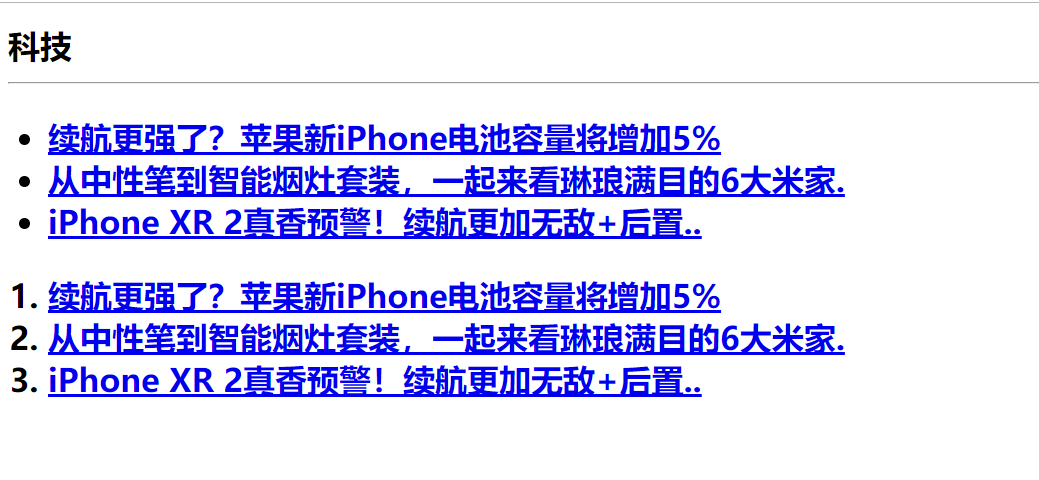 科技
续航更强了？苹果新iPhone电池容量将增加5%
从中性笔到智能烟灶套装，一起来看琳琅满目的6大米家.
iPhone XR 2真香预警！续航更加无敌+后置..
1. 续航更强了？苹果新iPhone电池容量将增加5%
2. 从中性笔到智能烟灶套装，一起来看琳琅满目的6大米家.
3. iPhone XR 2真香预警！续航更加无敌+后置..